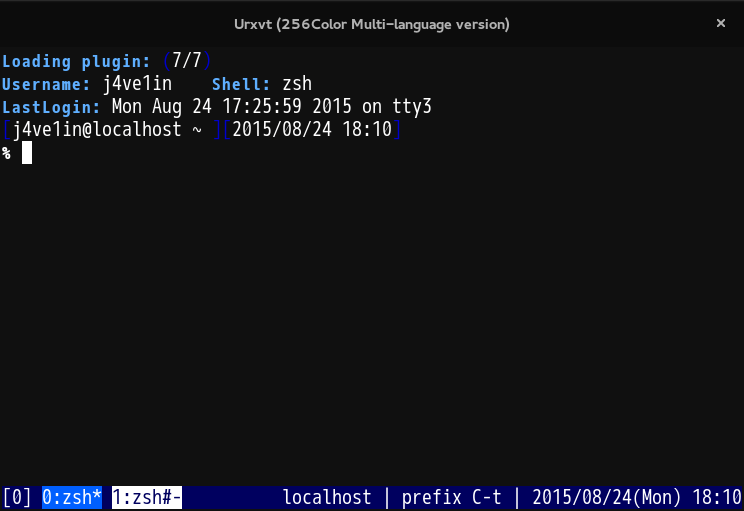 Urxvt (256Color Multi-language version) ×
Loading plugin: (7/7)
Username: j4ve1in    Shell: zsh
LastLogin: Mon Aug 24 17:25:59 2015 on tty3
[j4ve1in@localhost ~ ][2015/08/24 18:10]
%
[0] 0:zsh* 1:zsh#-          localhost | prefix C-t | 2015/08/24(Mon) 18:10